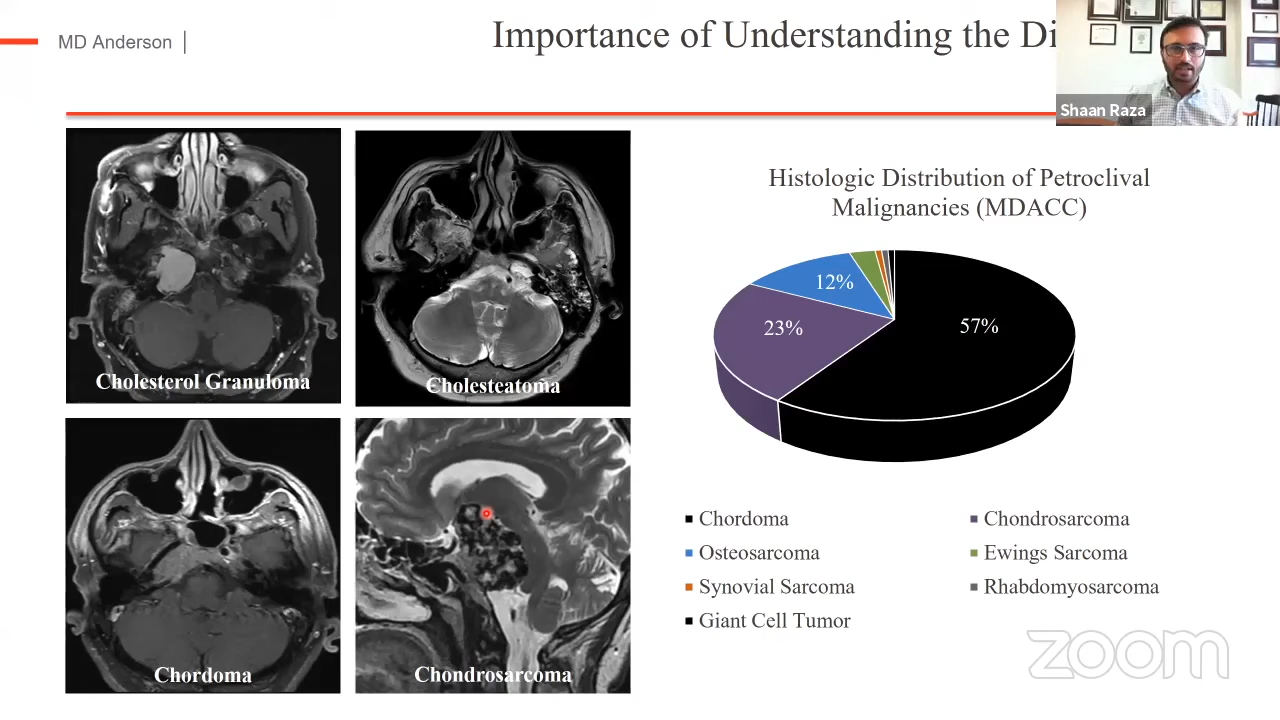 MD Anderson
Importance of Understanding the Di
Shaan Raza
Cholesterol Granuloma
Cholesteatoma
Chordoma
Chondrosarcoma
Histologic Distribution of Petroclival
Malignancies (MDACC)
12%
23%
57%
Chordoma
Chondrosarcoma
Osteosarcoma
Ewings Sarcoma
Synovial Sarcoma
Rhabdomyosarcoma
Giant Cell Tumor
zoom